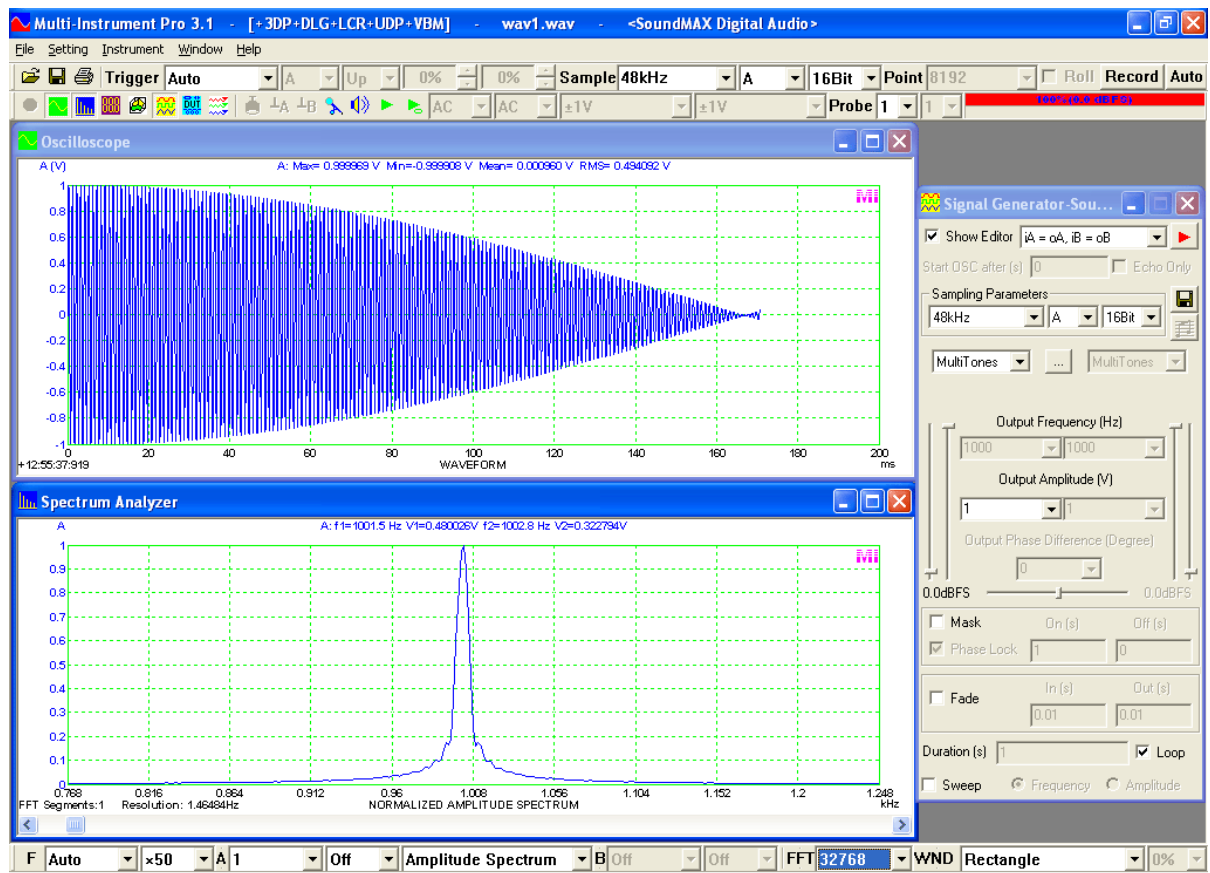 Multi-Instrument Pro 3.1 - [+3DP+DLG+LCR+UDP+VBM] - wav1.wav - <SoundMAX Digital Audio>
File Setting Instrument Window Help
Trigger Auto A Up 0% 0% Sample 48kHz A 16Bit Point 8192 Roll Record Auto
A B AC AC ±1V ±1V Probe 1 1 100% (0.0 dBFS)
Oscilloscope
A (V) A: Max= 0.999969 V Min=-0.999908 V Mean= 0.000960 V RMS= 0.494092 V
MI
1
0.8
0.6
0.4
0.2
0
-0.2
-0.4
-0.6
-0.8
-1
0 20 40 60 80 100 120 140 160 180 200
+12:55:37:919 WAVEFORM ms
Spectrum Analyzer
A A: f1=1001.5 Hz V1=0.480026V f2=1002.8 Hz V2=0.322794V
MI
1
0.9
0.8
0.7
0.6
0.5
0.4
0.3
0.2
0.1
0
0.768 0.816 0.864 0.912 0.96 1.008 1.056 1.104 1.152 1.2 1.248
FFT Segments:1 Resolution: 1.46484Hz NORMALIZED AMPLITUDE SPECTRUM kHz
Signal Generator-Sou...
Show Editor iA = oA, iB = oB
Start OSC after (s) 0 Echo Only
Sampling Parameters
48kHz A 16Bit
MultiTones ... MultiTones
Output Frequency (Hz)
1000 1000
Output Amplitude (V)
1 1
Output Phase Difference (Degree)
0
0.0dBFS 0.0dBFS
Mask On (s) Off (s)
Phase Lock 1 0
Fade In (s) Out (s)
0.01 0.01
Duration (s) 1 Loop
Sweep Frequency Amplitude
F Auto ×50 A 1 Off Amplitude Spectrum B Off Off FFT 32768 WND Rectangle 0%